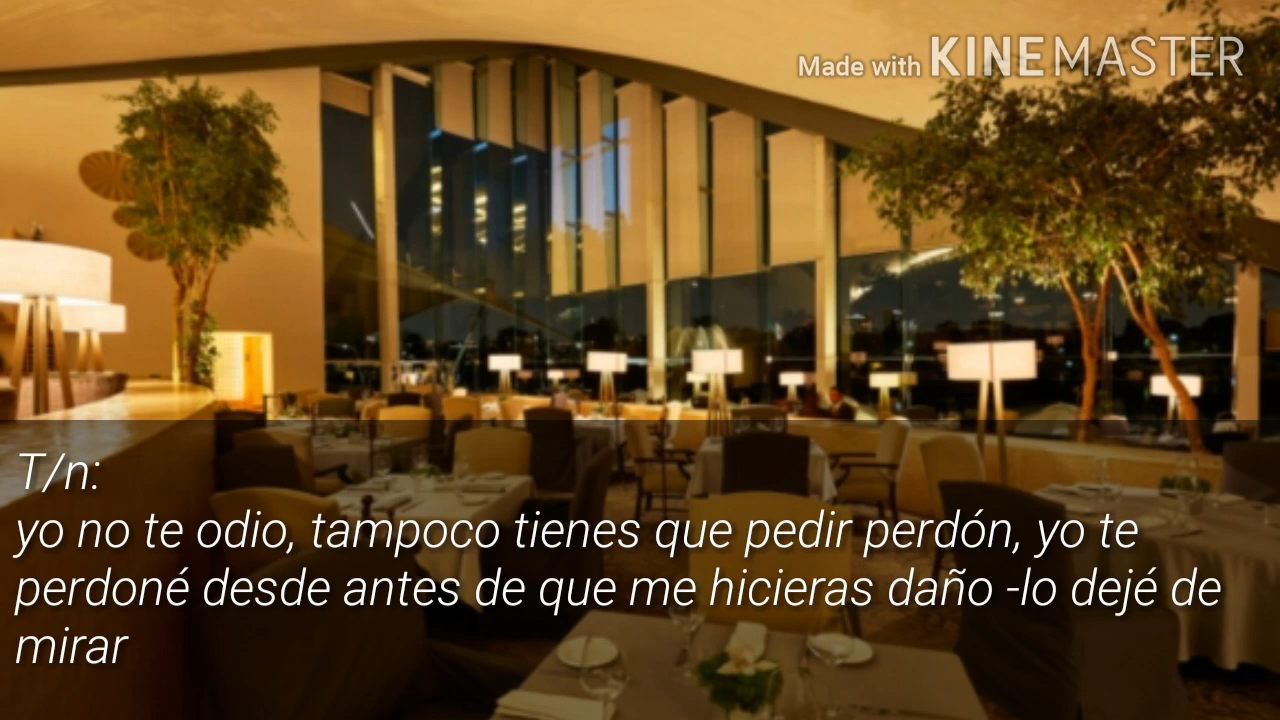 Made with KINEMASTER
T/n:
yo no te odio, tampoco tienes que pedir perdón, yo te
perdoné desde antes de que me hicieras daño -lo dejé de
mirar